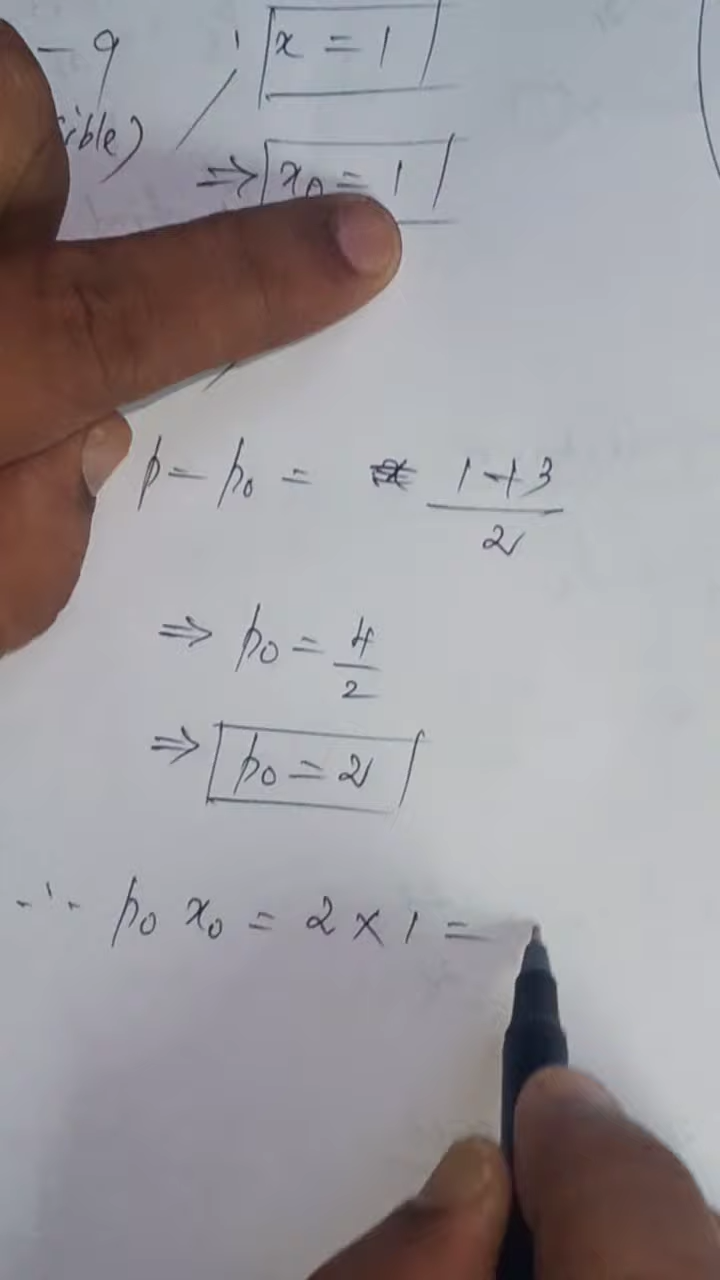 - 9 , x = 1
ible)
⇒ x₀ = 1
p = p₀ = 1+3/2
⇒ p₀ = 4/2
⇒ p₀ = 2
∴ p₀ x₀ = 2 × 1 =